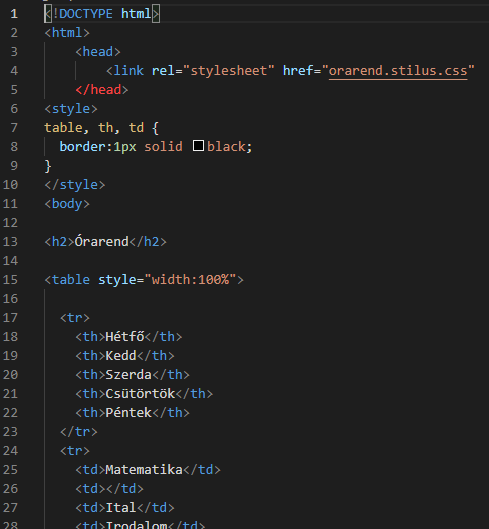 1 <!DOCTYPE html>
2 <html>
3 <head>
4 <link rel="stylesheet" href="orarend.stilus.css"
5 </head>
6 <style>
7 table, th, td {
8 border:1px solid black;
9 }
10 </style>
11 <body>
12
13 <h2>Órarend</h2>
14
15 <table style="width:100%">
16
17 <tr>
18 <th>Hétfő</th>
19 <th>Kedd</th>
20 <th>Szerda</th>
21 <th>Csütörtök</th>
22 <th>Péntek</th>
23 </tr>
24 <tr>
25 <td>Matematika</td>
26 <td></td>
27 <td>Ital</td>
28 <td>Irodalom</td>